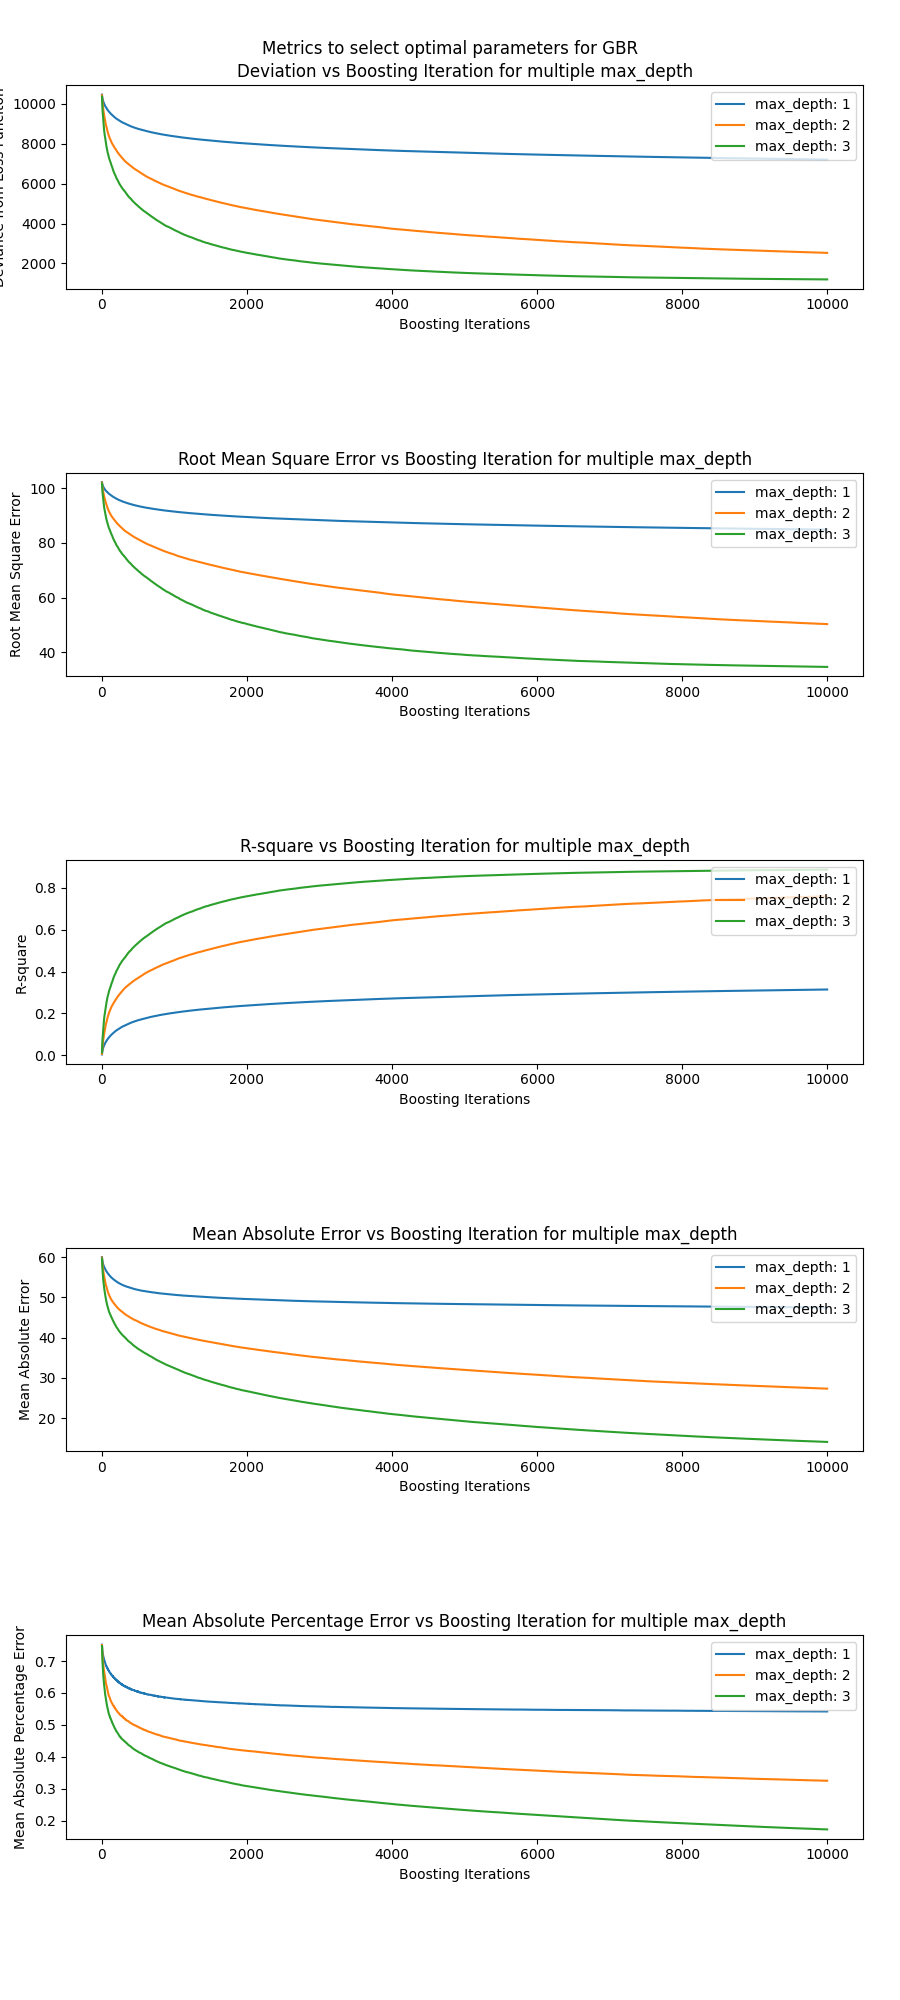 Metrics to select optimal parameters for GBR
Deviation vs Boosting Iteration for multiple max_depth
10000
8000
6000
4000
2000
max_depth: 1
max_depth: 2
max_depth: 3
0 2000 4000 6000 8000 10000
Boosting Iterations
Root Mean Square Error vs Boosting Iteration for multiple max_depth
Root Mean Square Error
100
80
60
40
max_depth: 1
max_depth: 2
max_depth: 3
0 2000 4000 6000 8000 10000
Boosting Iterations
R-square vs Boosting Iteration for multiple max_depth
R-square
0.8
0.6
0.4
0.2
0.0
max_depth: 1
max_depth: 2
max_depth: 3
0 2000 4000 6000 8000 10000
Boosting Iterations
Mean Absolute Error vs Boosting Iteration for multiple max_depth
Mean Absolute Error
60
50
40
30
20
max_depth: 1
max_depth: 2
max_depth: 3
0 2000 4000 6000 8000 10000
Boosting Iterations
Mean Absolute Percentage Error vs Boosting Iteration for multiple max_depth
Mean Absolute Percentage Error
0.7
0.6
0.5
0.4
0.3
0.2
max_depth: 1
max_depth: 2
max_depth: 3
0 2000 4000 6000 8000 10000
Boosting Iterations